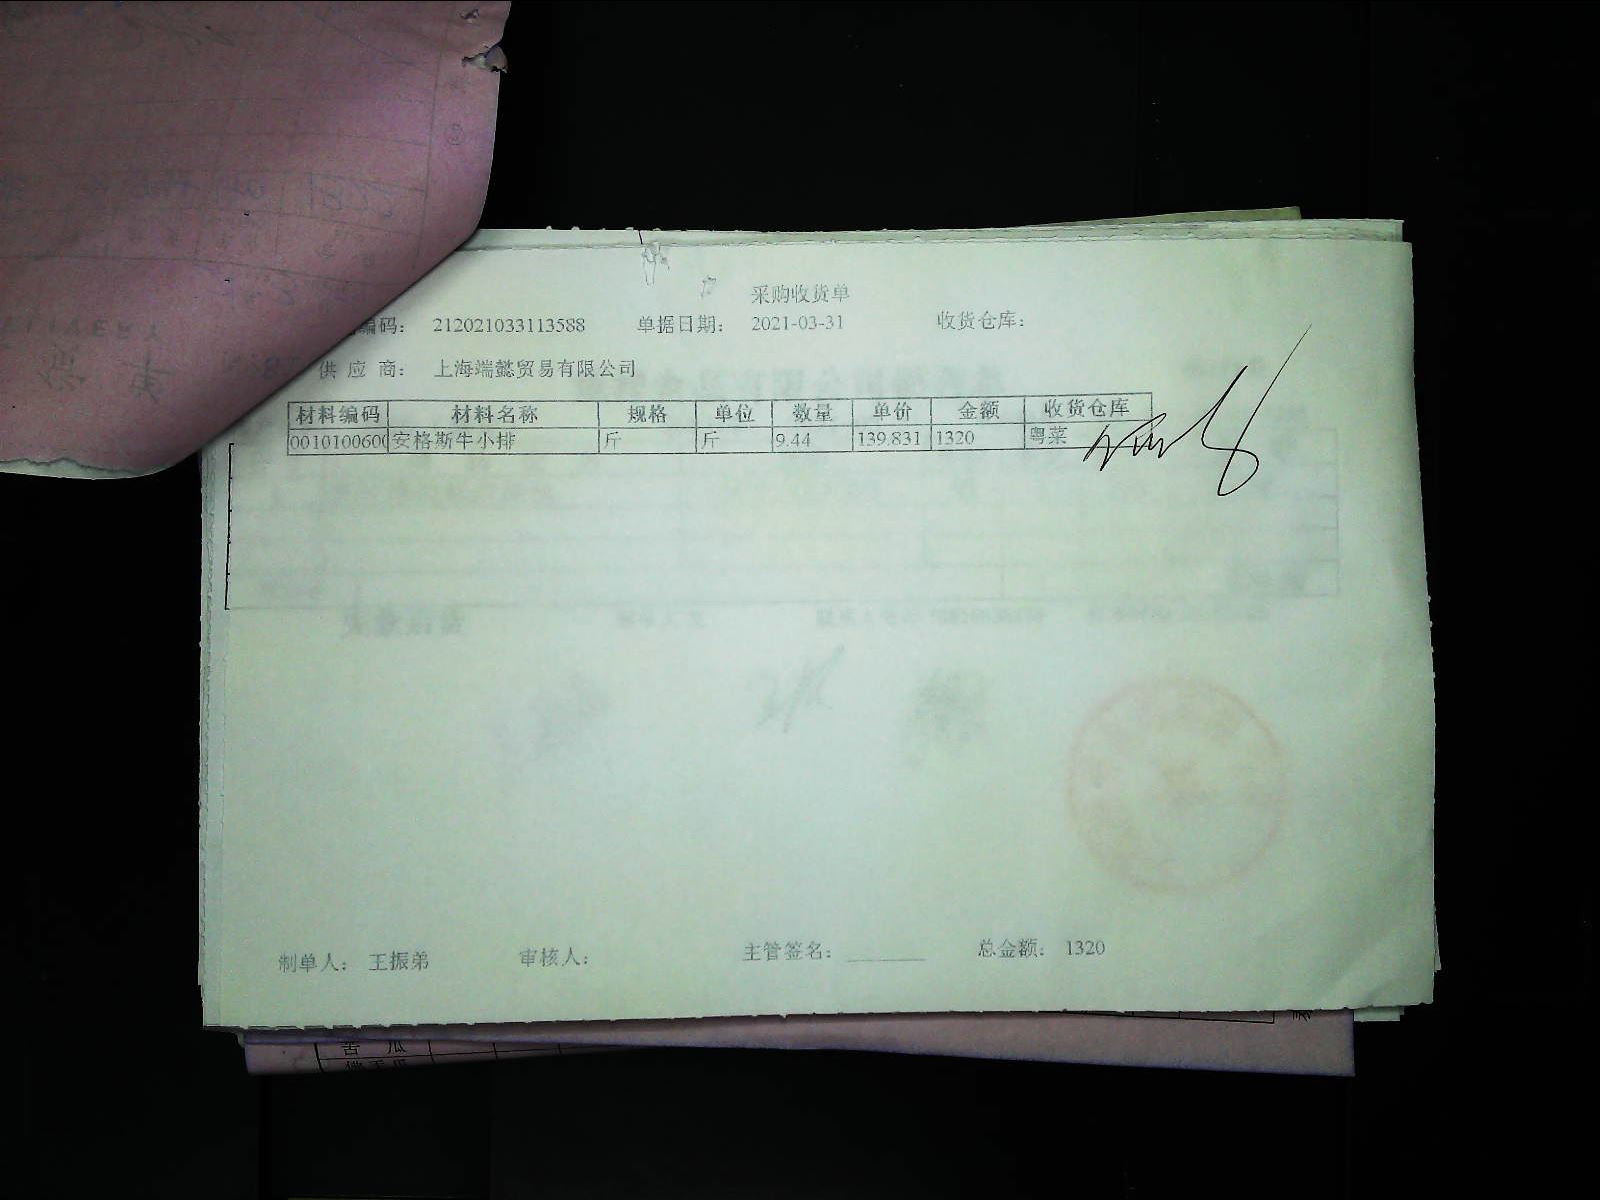 采购收货单
编码： 212021033113588 单据日期： 2021-03-31 收货仓库：
供应商： 上海端懿贸易有限公司
材料编码 材料名称 规格 单位 数量 单价 金额 收货仓库
0010100600 安格斯牛小排 斤 斤 9.44 139.831 1320 粤菜
制单人： 王振弟 审核人： 主管签名： 总金额： 1320
苦 瓜